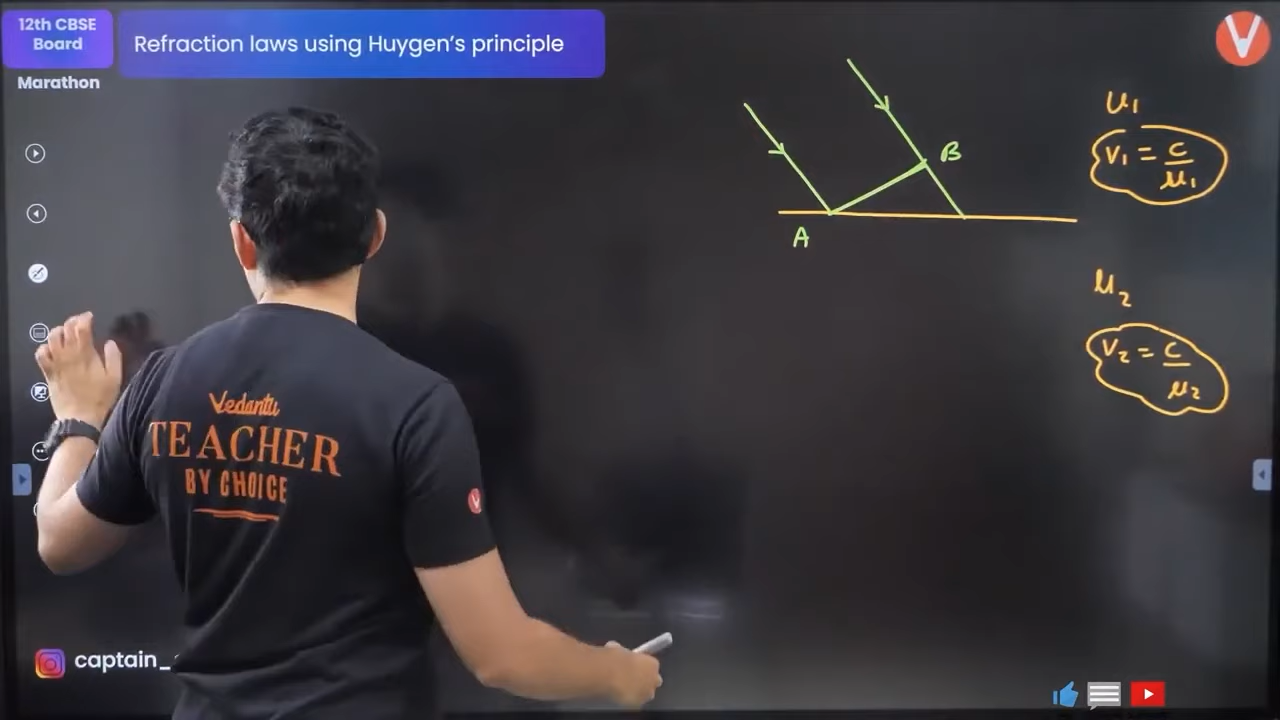 12th CBSE
Board
Marathon
Refraction laws using Huygen's principle
B
A
μ₁
v₁ = c/μ₁
μ₂
v₂ = c/μ₂
Vedantu
TEACHER
BY CHOICE
captain_